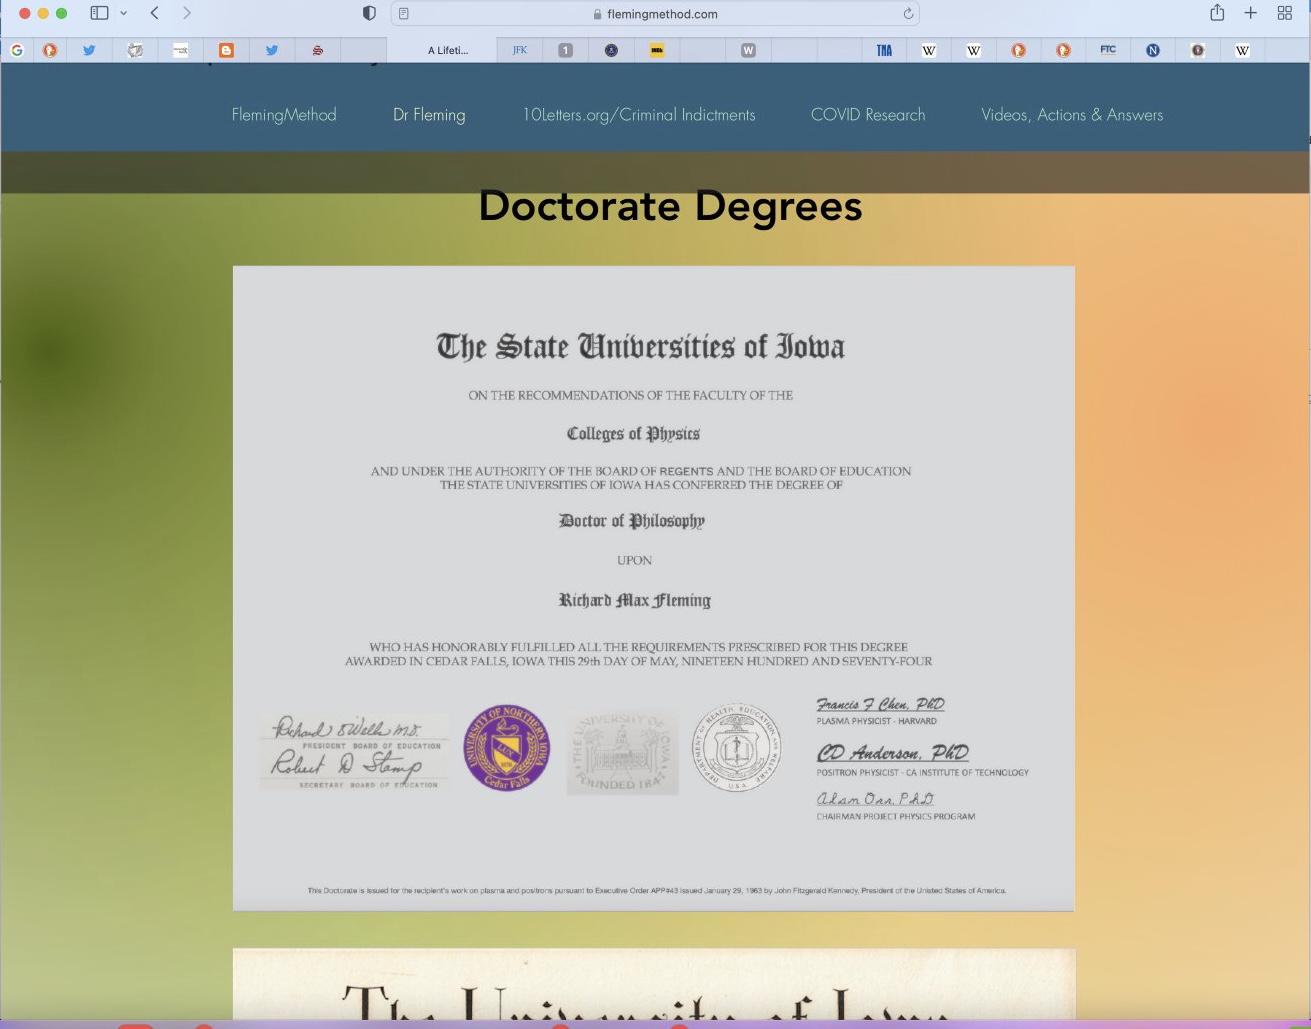 flemingmethod.com
A Lifeti...
JFK
1
W
TNA
W
W
FTC
N
W
FlemingMethod
Dr Fleming
10Letters.org/Criminal Indictments
COVID Research
Videos, Actions & Answers
Doctorate Degrees
The State Universities of Iowa
ON THE RECOMMENDATIONS OF THE FACULTY OF THE
Colleges of Physics
AND UNDER THE AUTHORITY OF THE BOARD OF REGENTS AND THE BOARD OF EDUCATION
THE STATE UNIVERSITIES OF IOWA HAS CONFERRED THE DEGREE OF
Doctor of Philosophy
UPON
Richard Max Fleming
WHO HAS HONORABLY FULFILLED ALL THE REQUIREMENTS PRESCRIBED FOR THIS DEGREE
AWARDED IN CEDAR FALLS, IOWA THIS 29th DAY OF MAY, NINETEEN HUNDRED AND SEVENTY-FOUR
Richard Wells M.D.
PRESIDENT BOARD OF EDUCATION
Robert D Stamp
SECRETARY BOARD OF EDUCATION
UNIVERSITY OF NORTHERN IOWA
LUX
1876
Cedar Falls
THE UNIVERSITY OF IOWA
FOUNDED 1847
DEPARTMENT OF HEALTH, EDUCATION, AND WELFARE
U.S.A
Francis F Chen, PhD
PLASMA PHYSICIST - HARVARD
CD Anderson, PhD
POSITRON PHYSICIST - CA INSTITUTE OF TECHNOLOGY
Alan Orr, P.h.D
CHAIRMAN PROJECT PHYSICS PROGRAM
This Doctorate is issued for the recipient's work on plasma and positrons pursuant to Executive Order APP#43 issued January 29, 1963 by John Fitzgerald Kennedy, President of the Unisted States of America.
The University of Iowa